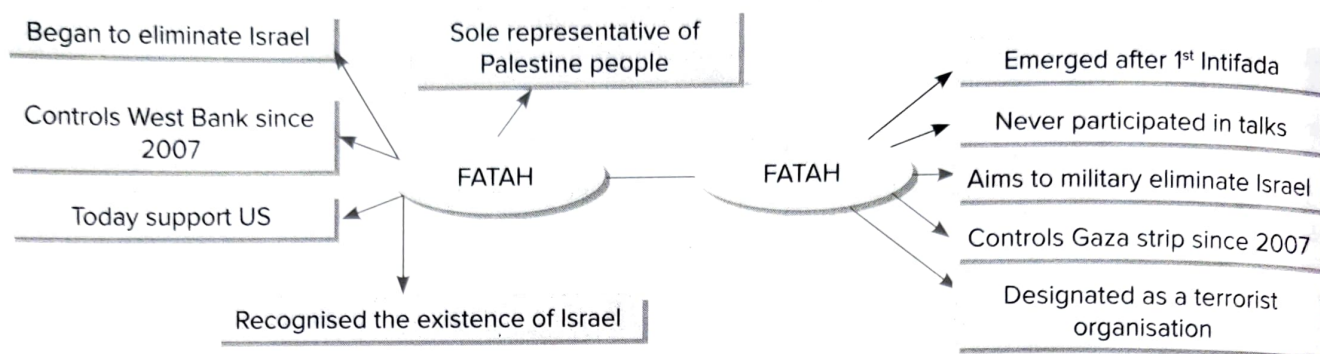 Began to eliminate Israel
Sole representative of
Palestine people
Controls West Bank since
2007
FATAH
Today support US
Recognised the existence of Israel
FATAH
Emerged after 1st Intifada
Never participated in talks
Aims to military eliminate Israel
Controls Gaza strip since 2007
Designated as a terrorist
organisation